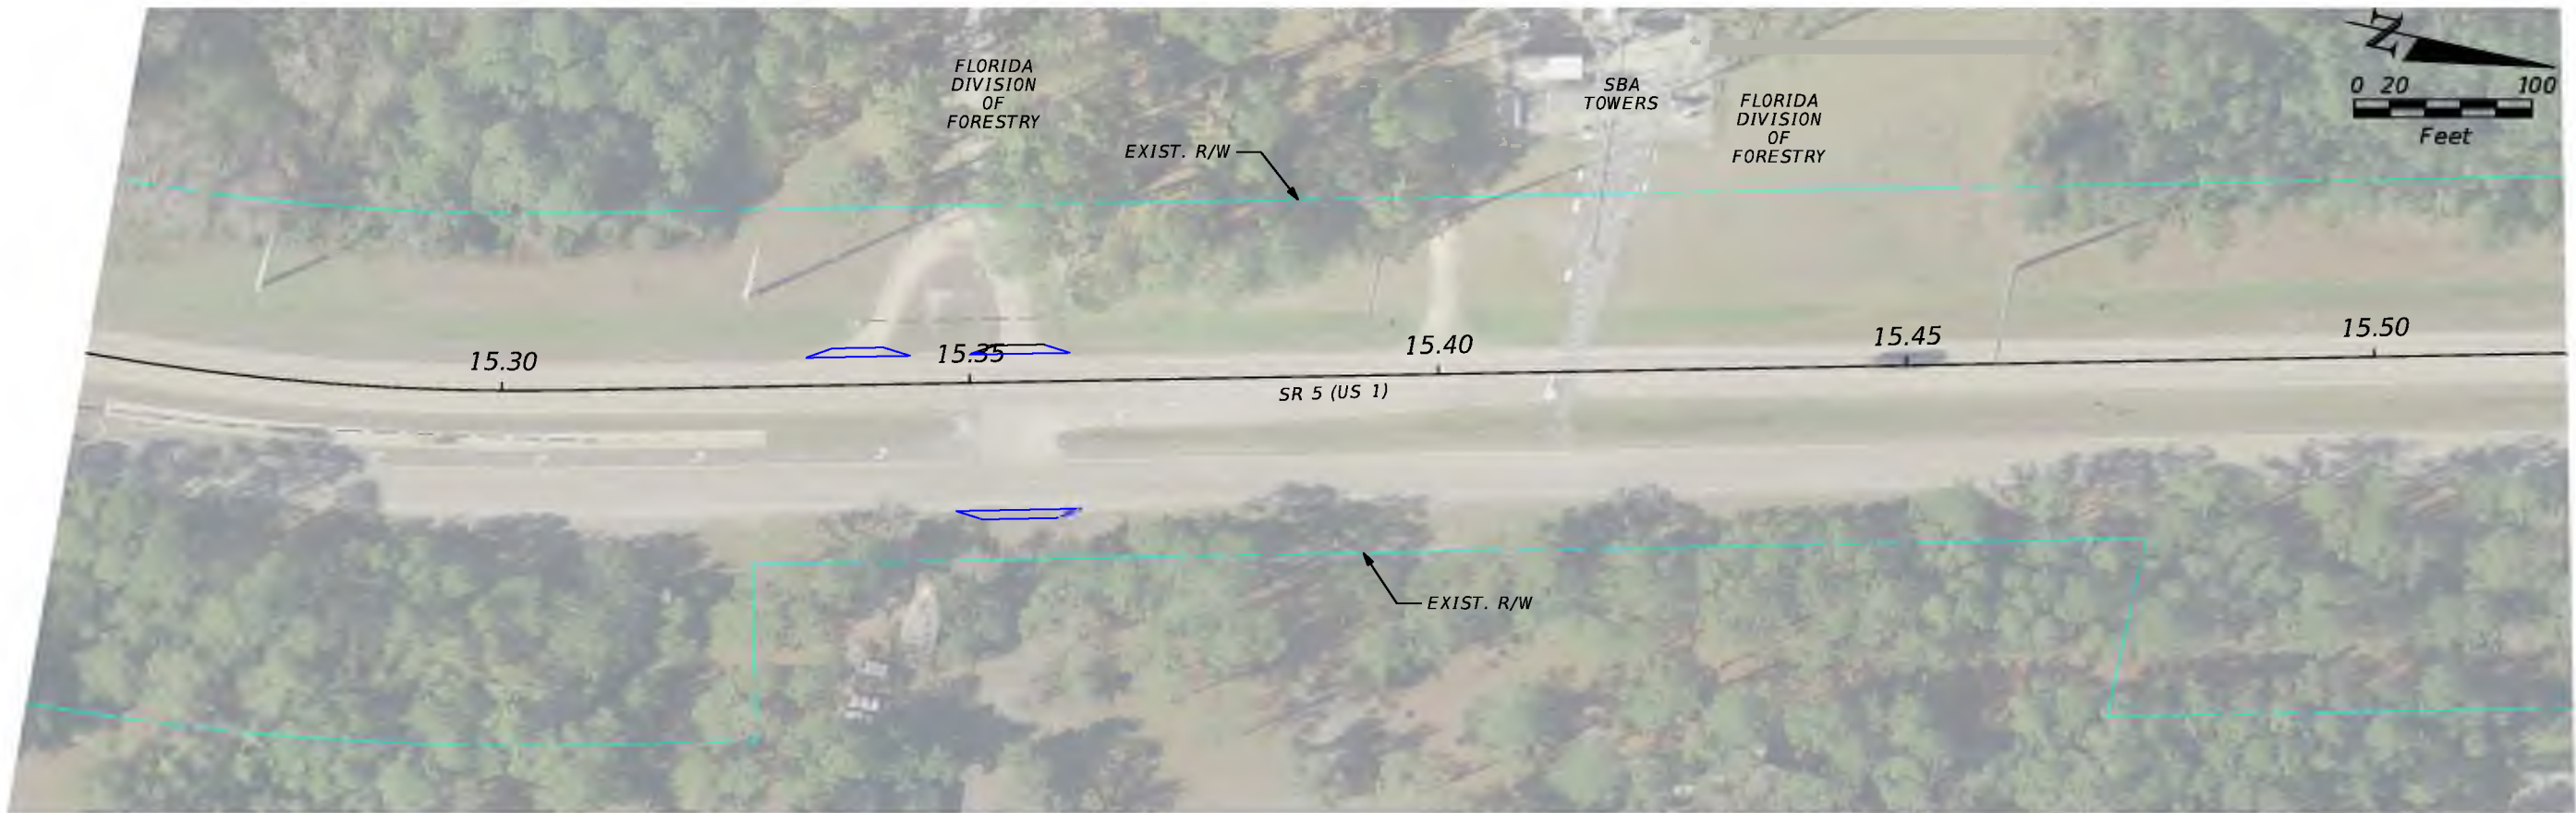 FLORIDA
DIVISION
OF
FORESTRY
SBA
TOWERS
FLORIDA
DIVISION
OF
FORESTRY
N
0 20 100
Feet
EXIST. R/W
15.30
15.35
15.40
15.45
15.50
SR 5 (US 1)
EXIST. R/W